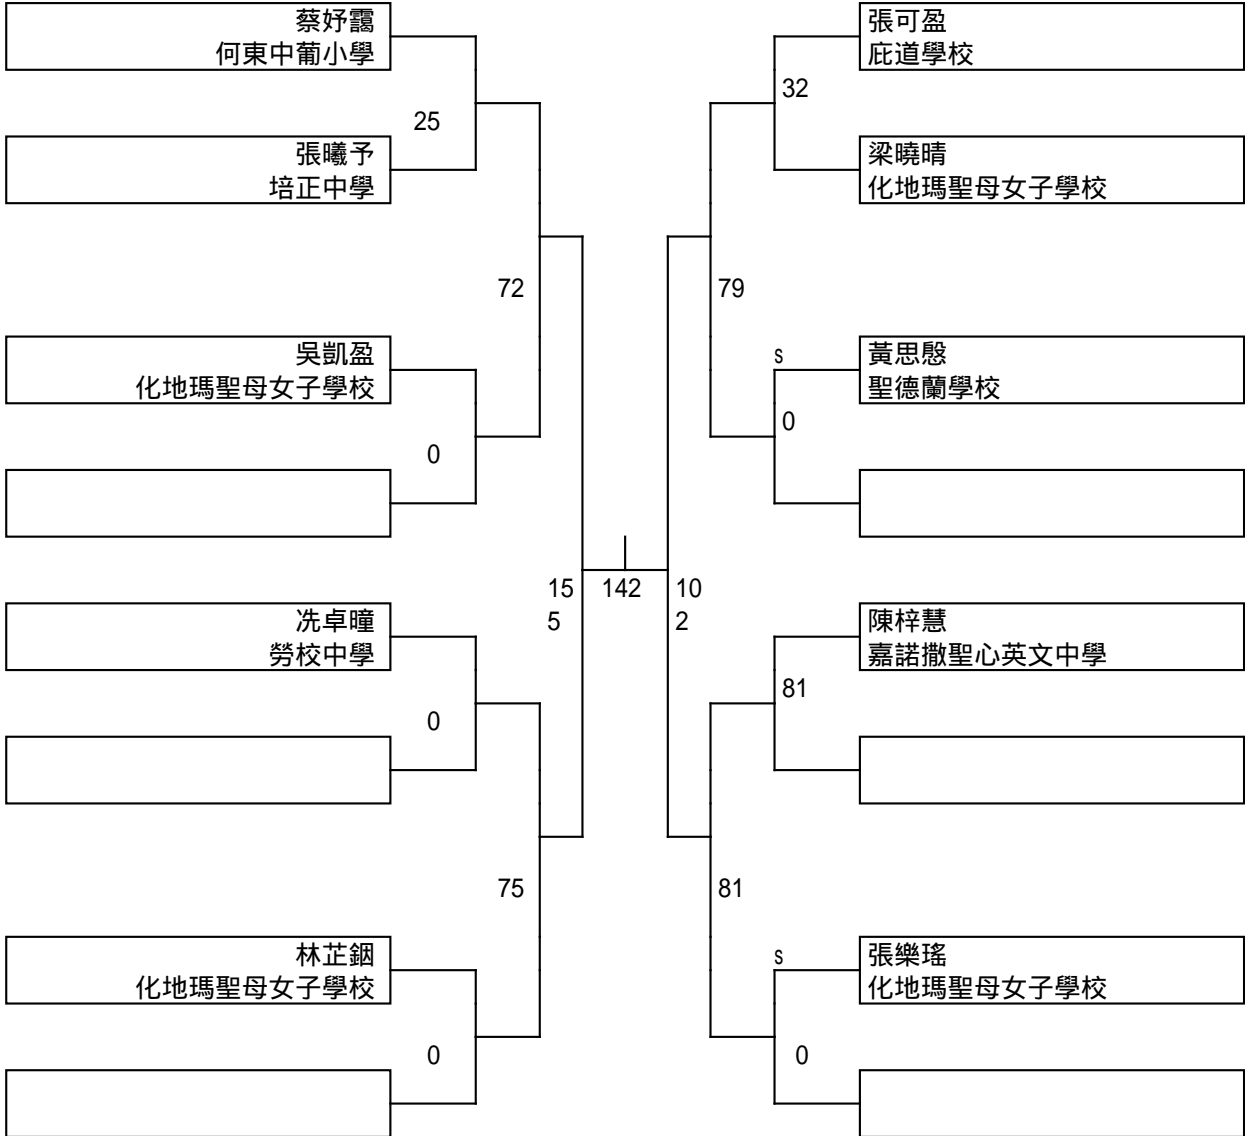 蔡妤靄
何東中葡小學
25
張曦予
培正中學
72
吳凱盈
化地瑪聖母女子學校
0
15
5
142
冼卓曈
勞校中學
0
75
林芷銦
化地瑪聖母女子學校
0
張可盈
庇道學校
32
梁曉晴
化地瑪聖母女子學校
79
s
黃思慇
聖德蘭學校
0
10
2
陳梓慧
嘉諾撒聖心英文中學
81
81
s
張樂瑤
化地瑪聖母女子學校
0